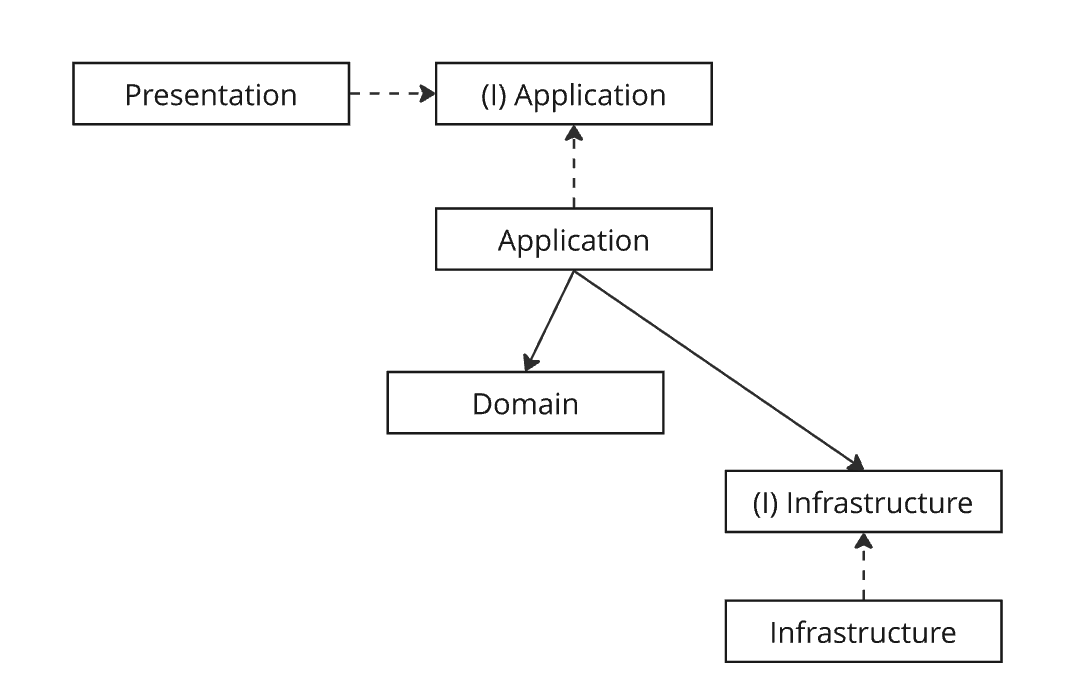 Presentation
(I) Application
Application
Domain
(I) Infrastructure
Infrastructure